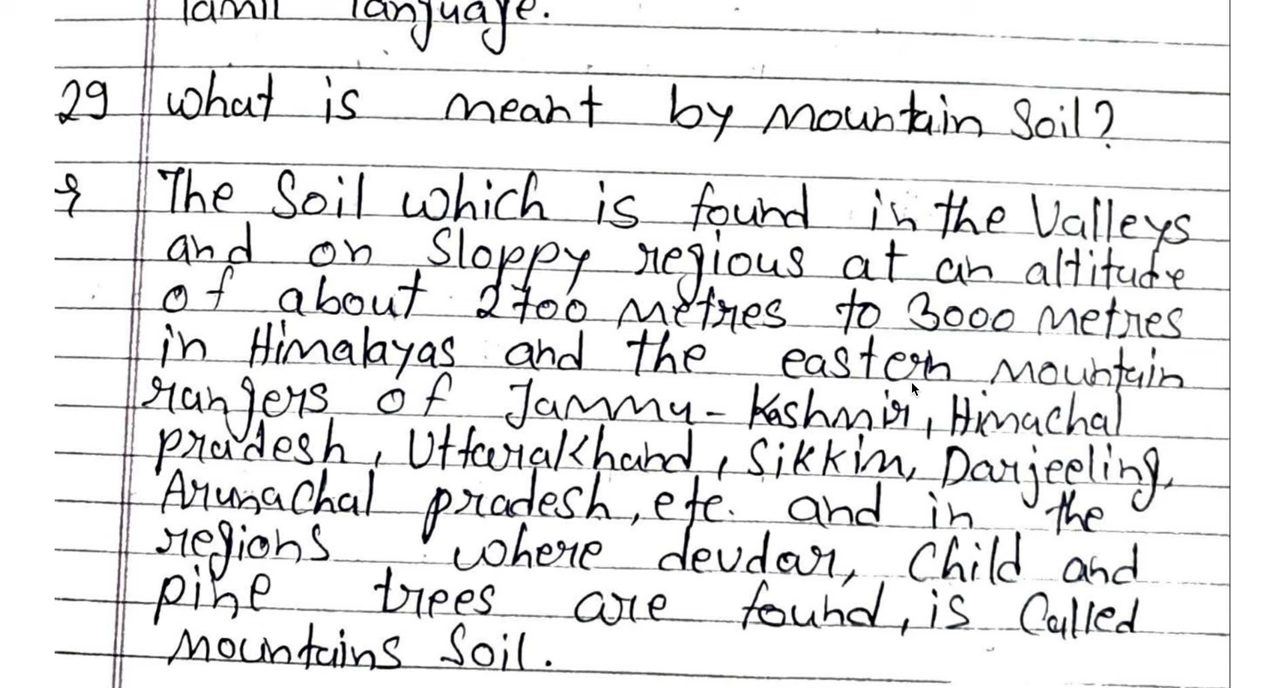 Tamil language.
29 what is meant by mountain Soil?
The Soil which is found in the Valleys
and on Sloppy regious at an altitude
of about 2700 metres to 3000 metres
in Himalayas and the eastern mountain
rangers of Jammu - Kashmir, Himachal
pradesh, Uttarakhand, Sikkim, Darjeeling,
Arunachal pradesh, etc. and in the
regions where devdar, Child and
pine trees are found, is Called
mountains Soil.